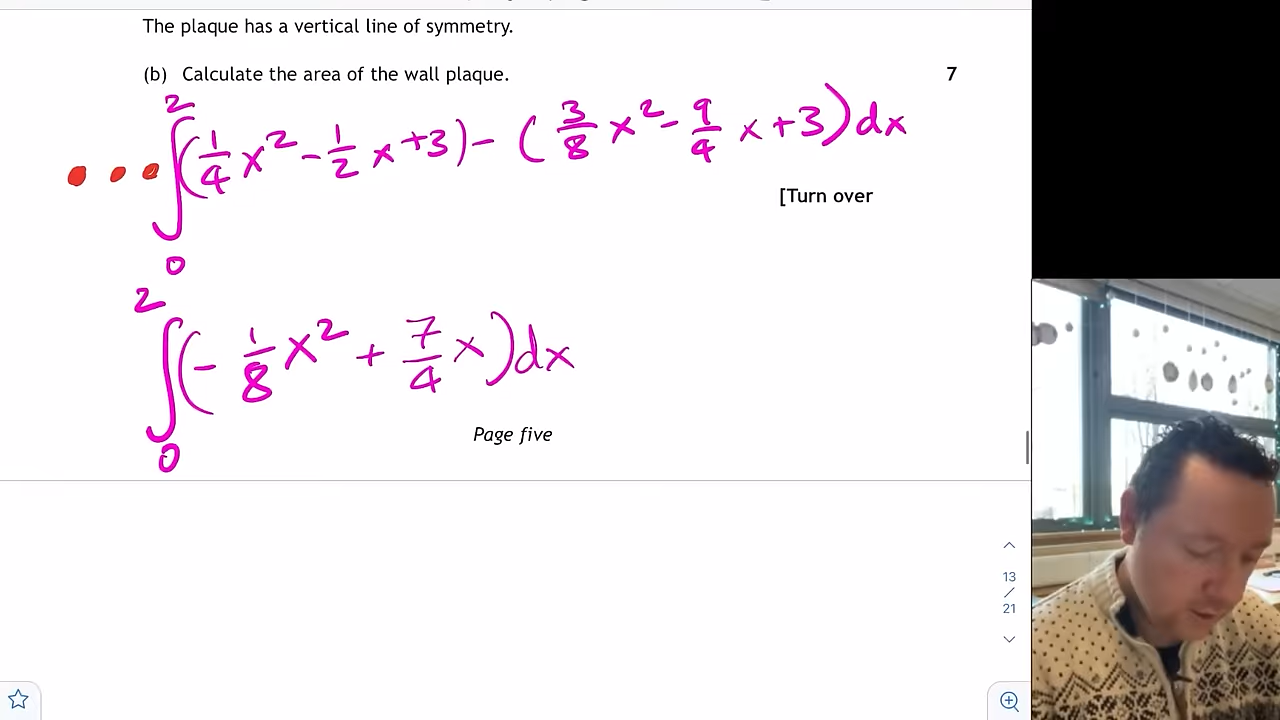 The plaque has a vertical line of symmetry.
(b) Calculate the area of the wall plaque. 7
∫₀² (1/4 x² - 1/2 x + 3) - (3/8 x² - 9/4 x + 3) dx
[Turn over
∫₀² (- 1/8 x² + 7/4 x) dx
Page five
13
/
21